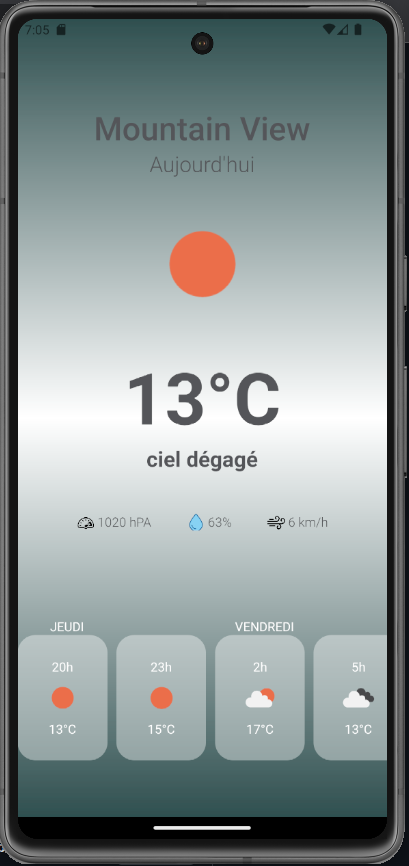 7:05
Mountain View
Aujourd'hui
13°C
ciel dégagé
1020 hPA 63% 6 km/h
JEUDI VENDREDI
20h 23h 2h 5h
13°C 15°C 17°C 13°C